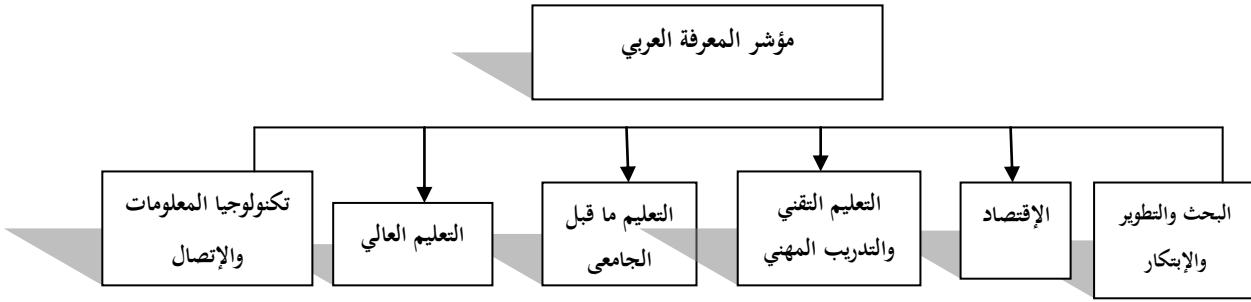 مؤشر المعرفة العربي
البحث والتطوير
والإبتكار
الإقتصاد
التعليم التقني
والتدريب المهني
التعليم ما قبل
الجامعى
التعليم العالي
تكنولوجيا المعلومات
والإتصال